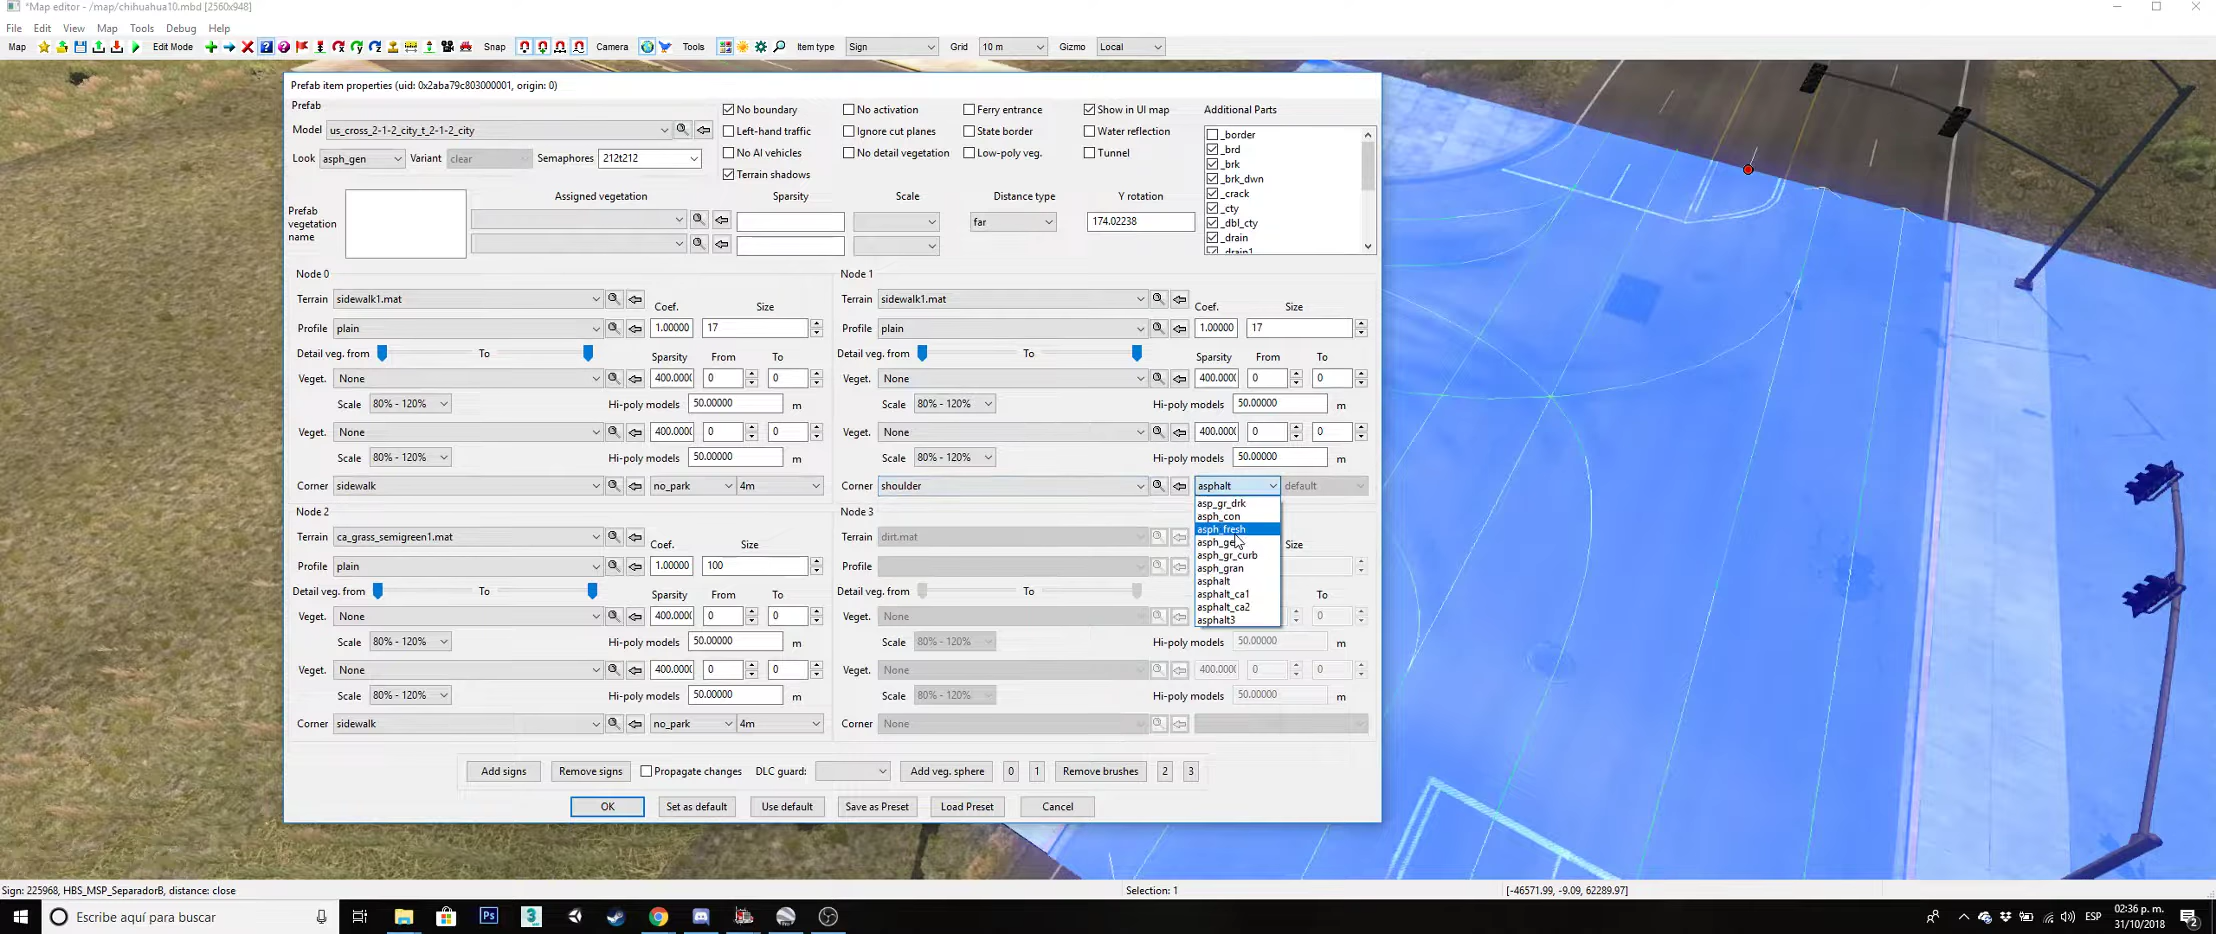 *Map editor - /map/chihuahua10.mbd [2560x948]
File Edit View Map Tools Debug Help
Map Edit Mode Snap Camera Tools Item type Sign Grid 10 m Gizmo Local
Prefab item properties (uid: 0x2aba79c803000001, origin: 0)
Prefab
Model us_cross_2-1-2_city_t_2-1-2_city
Look asph_gen Variant clear Semaphores 212t212
No boundary No activation Ferry entrance Show in UI map
Left-hand traffic Ignore cut planes State border Water reflection
No AI vehicles No detail vegetation Low-poly veg. Tunnel
Terrain shadows
Additional Parts
_border
_brd
_brk
_brk_dwn
_crack
_cty
_dbl_cty
_drain
_drain1
Assigned vegetation Sparsity Scale Distance type Y rotation
Prefab
vegetation
name
far 174.02238
Node 0
Terrain sidewalk1.mat Coef. Size
Profile plain 1.00000 17
Detail veg. from To Sparsity From To
Veget. None 400.000( 0 0
Scale 80% - 120% Hi-poly models 50.00000 m
Veget. None 400.000( 0 0
Scale 80% - 120% Hi-poly models 50.00000 m
Corner sidewalk no_park 4m
Node 1
Terrain sidewalk1.mat Coef. Size
Profile plain 1.00000 17
Detail veg. from To Sparsity From To
Veget. None 400.000( 0 0
Scale 80% - 120% Hi-poly models 50.00000 m
Veget. None 400.000( 0 0
Scale 80% - 120% Hi-poly models 50.00000 m
Corner shoulder asphalt default
asp_gr_drk
asph_con
asph_fresh
asph_ge
asph_gr_curb
asph_gran
asphalt
asphalt_ca1
asphalt_ca2
asphalt3
Node 2
Terrain ca_grass_semigreen1.mat Coef. Size
Profile plain 1.00000 100
Detail veg. from To Sparsity From To
Veget. None 400.000( 0 0
Scale 80% - 120% Hi-poly models 50.00000 m
Veget. None 400.000( 0 0
Scale 80% - 120% Hi-poly models 50.00000 m
Corner sidewalk no_park 4m
Node 3
Terrain dirt.mat Size
Profile
Detail veg. from To To
Veget. None 0
Scale 80% - 120% Hi-poly models 50.00000 m
Veget. None 400.000( 0 0
Scale 80% - 120% Hi-poly models 50.00000 m
Corner None
Add signs Remove signs Propagate changes DLC guard: Add veg. sphere 0 1 Remove brushes 2 3
OK Set as default Use default Save as Preset Load Preset Cancel
Sign: 225968, HBS_MSP_SeparadorB, distance: close Selection: 1 [-46571.99, -9.09, 62289.97]
Escribe aquí para buscar
Ps
3
ESP
02:36 p. m.
31/10/2018
2